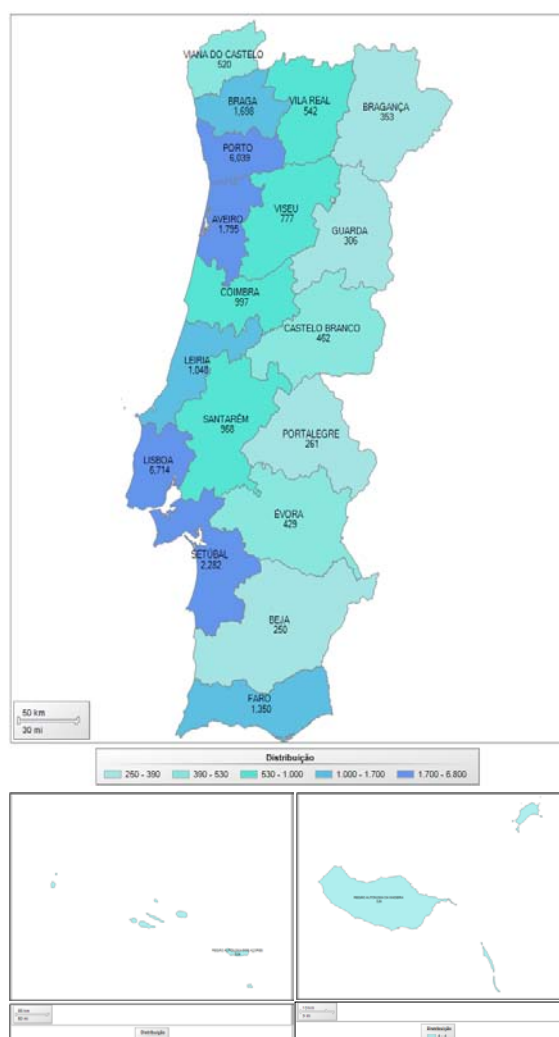 VIANA DO CASTELO
520
BRAGA
1,698
VILA REAL
542
BRAGANÇA
353
PORTO
6,039
AVEIRO
1,795
VISEU
777
GUARDA
306
COIMBRA
997
CASTELO BRANCO
462
LEIRIA
1,048
SANTARÉM
968
PORTALEGRE
261
LISBOA
6,714
ÉVORA
429
SETÚBAL
2,282
BEJA
250
FARO
1,350
50 km
30 mi
Distribuição
250 - 390
390 - 530
530 - 1.000
1.000 - 1.700
1.700 - 6.800
Distribuição
Distribuição